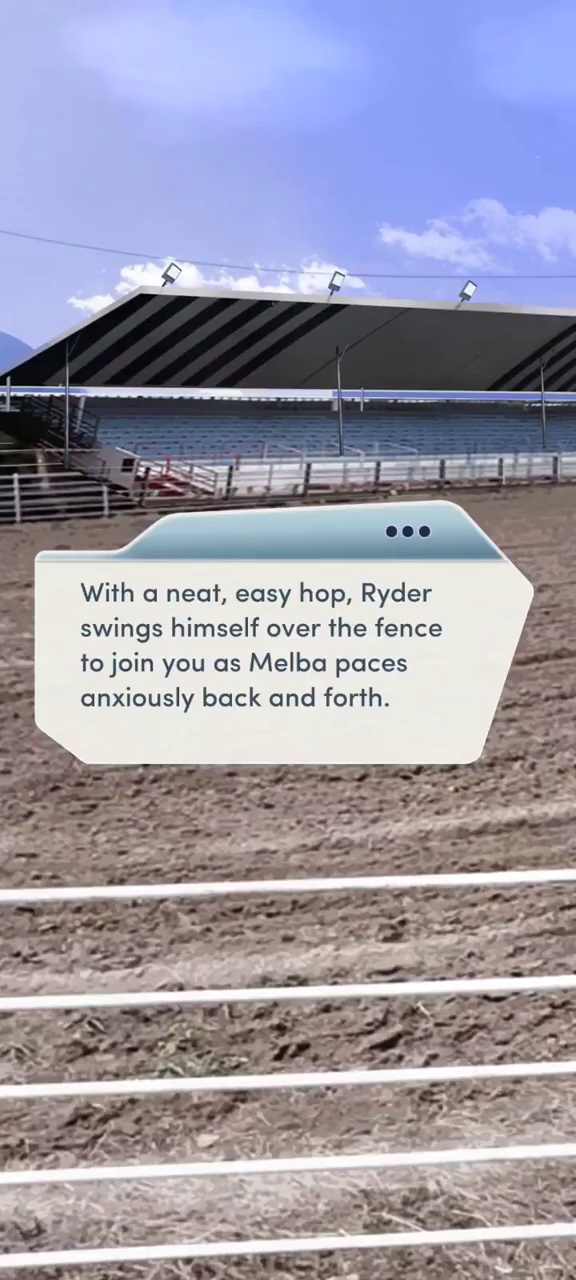 With a neat, easy hop, Ryder
swings himself over the fence
to join you as Melba paces
anxiously back and forth.